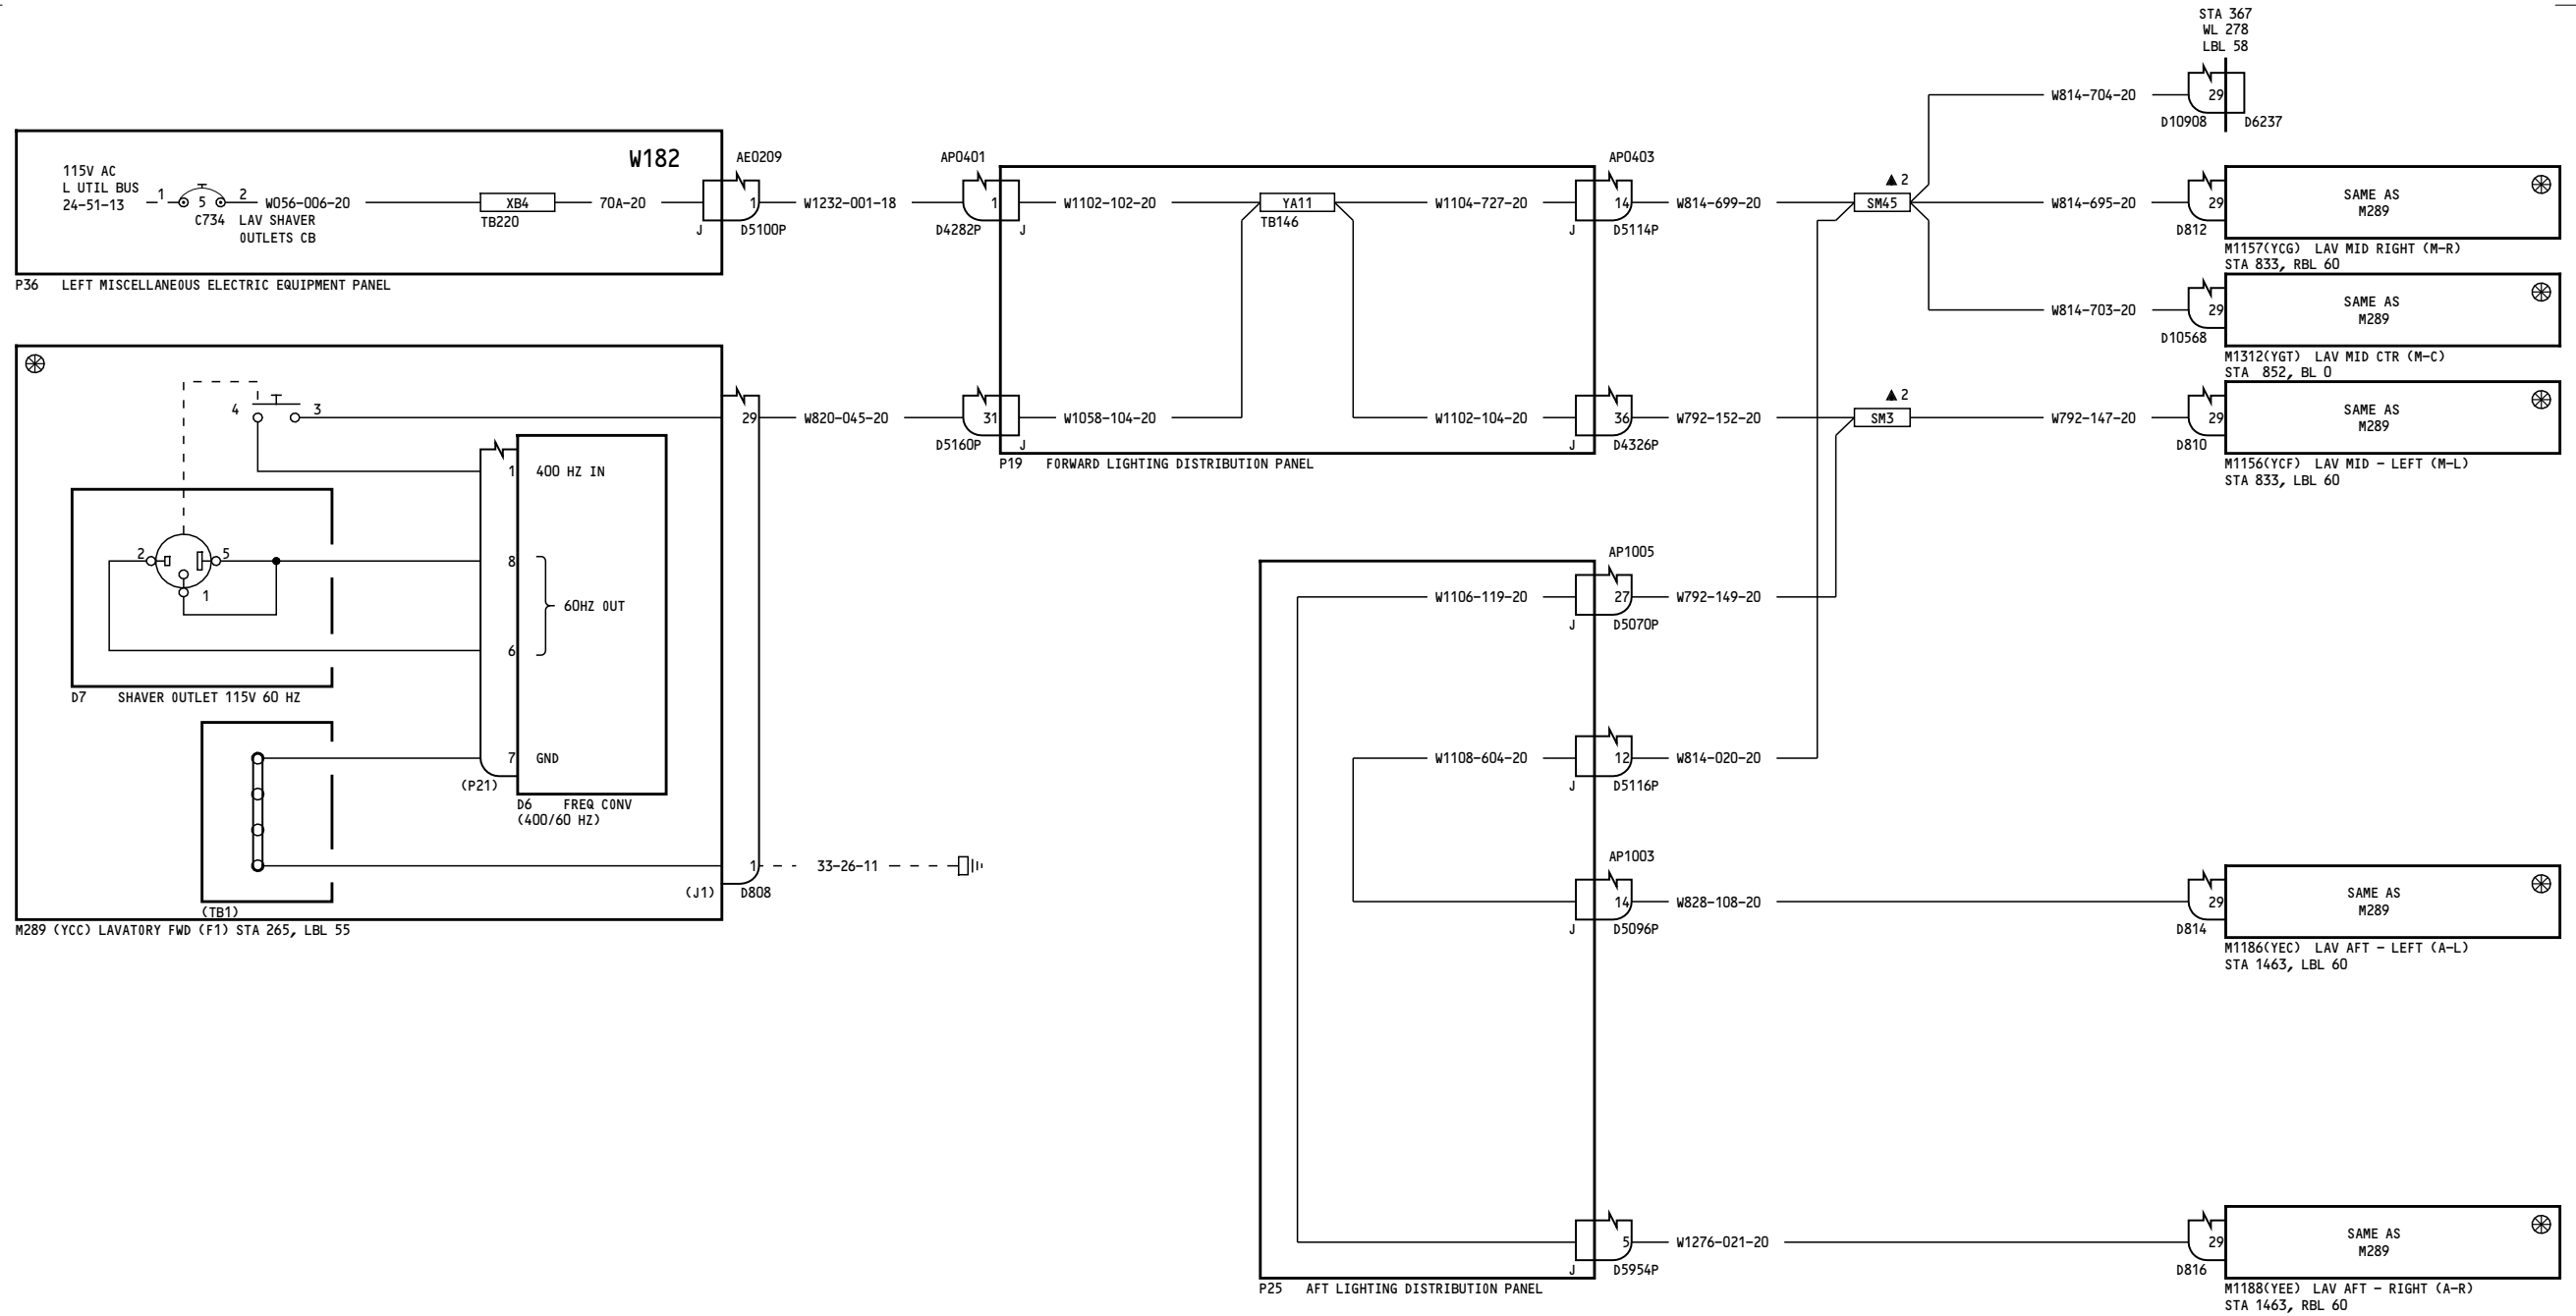 STA 367
WL 278
LBL 58
W814-704-20
29
D10908
D6237
W182
115V AC
L UTIL BUS
24-51-13
1
5
2
C734
W056-006-20
LAV SHAVER
OUTLETS CB
XB4
TB220
70A-20
J
AE0209
1
D5100P
W1232-001-18
AP0401
1
D4282P
J
W1102-102-20
YA11
TB146
W1104-727-20
AP0403
14
J
D5114P
W814-699-20
▲ 2
SM45
W814-695-20
29
D812
SAME AS
M289
M1157(YCG) LAV MID RIGHT (M-R)
STA 833, RBL 60
P36 LEFT MISCELLANEOUS ELECTRIC EQUIPMENT PANEL
W814-703-20
29
D10568
SAME AS
M289
M1312(YGT) LAV MID CTR (M-C)
STA 852, BL 0
4
3
29
W820-045-20
31
D5160P
J
W1058-104-20
W1102-104-20
36
J
D4326P
P19 FORWARD LIGHTING DISTRIBUTION PANEL
W792-152-20
▲ 2
SM3
W792-147-20
29
D810
SAME AS
M289
M1156(YCF) LAV MID - LEFT (M-L)
STA 833, LBL 60
1
400 HZ IN
2
5
1
8
60HZ OUT
6
D7 SHAVER OUTLET 115V 60 HZ
7
GND
(P21)
D6 FREQ CONV
(400/60 HZ)
1
33-26-11
(J1)
D808
(TB1)
M289 (YCC) LAVATORY FWD (F1) STA 265, LBL 55
AP1005
W1106-119-20
27
J
D5070P
W792-149-20
W1108-604-20
12
J
D5116P
W814-020-20
AP1003
14
J
D5096P
W828-108-20
29
D814
SAME AS
M289
M1186(YEC) LAV AFT - LEFT (A-L)
STA 1463, LBL 60
5
J
D5954P
W1276-021-20
29
D816
SAME AS
M289
P25 AFT LIGHTING DISTRIBUTION PANEL
M1188(YEE) LAV AFT - RIGHT (A-R)
STA 1463, RBL 60